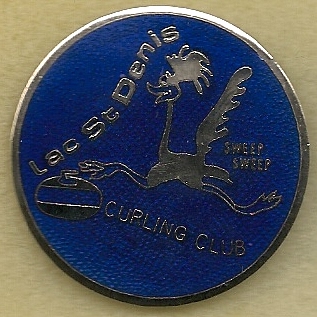 Lac St Denis
SWEEP
SWEEP
CURLING CLUB